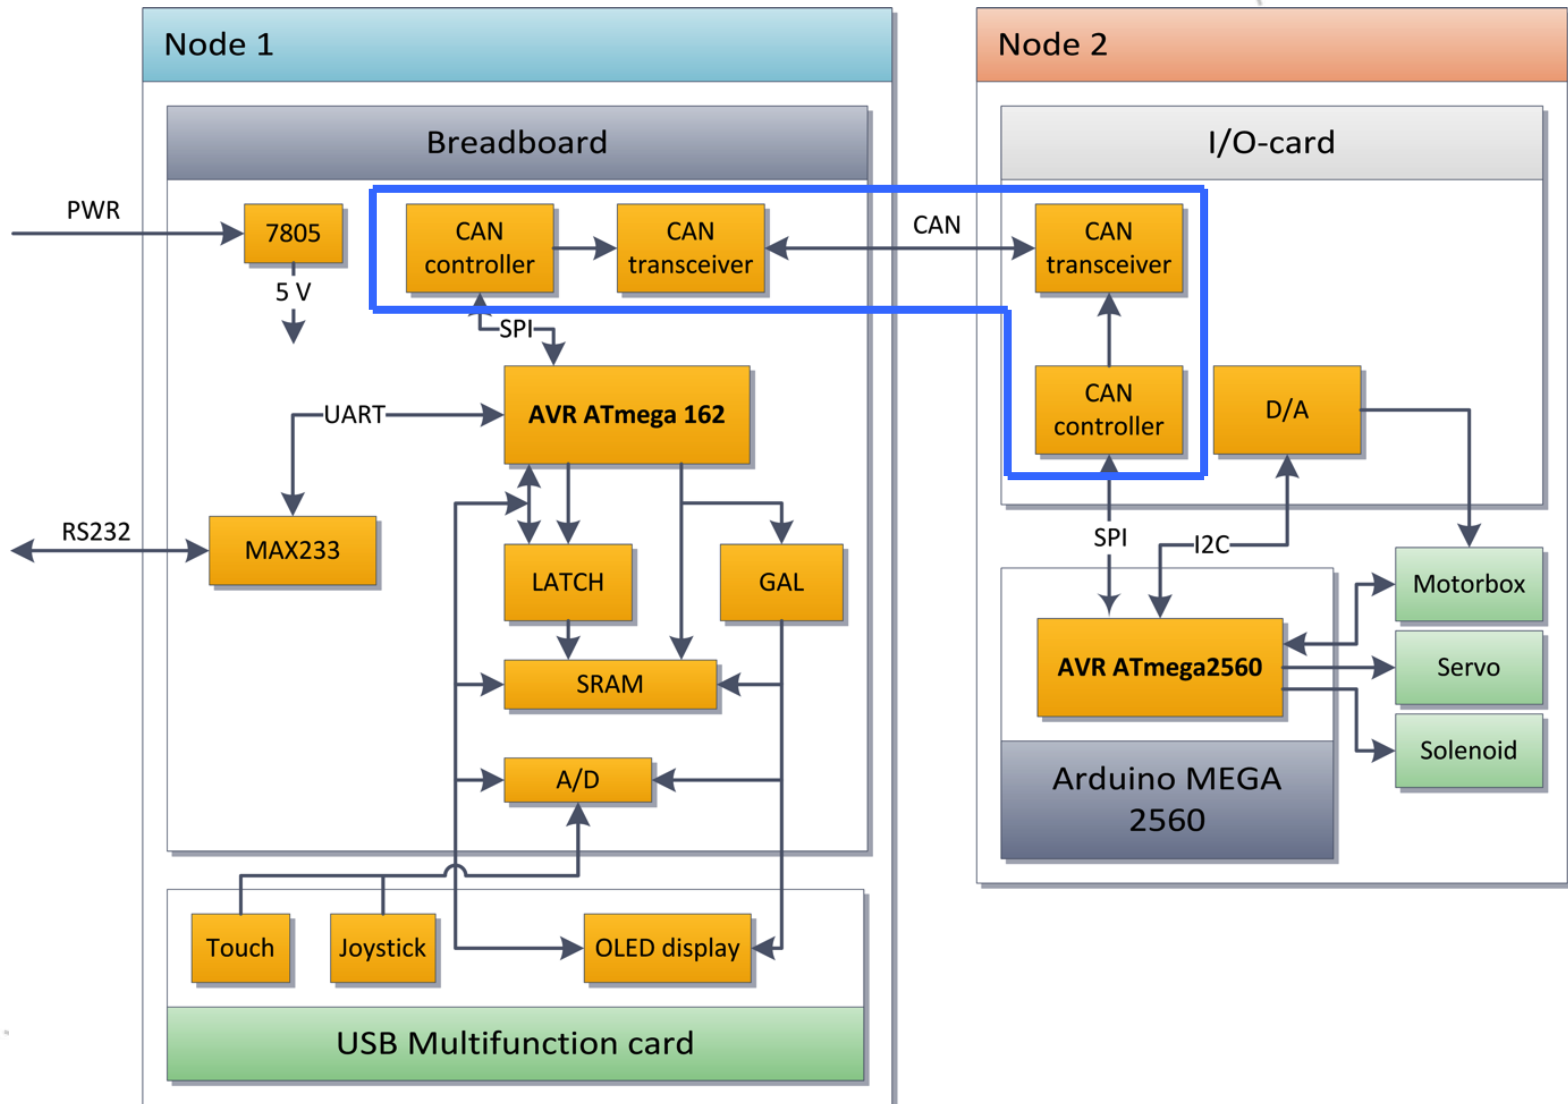 Node 1
Node 2
Breadboard
I/O-card
PWR
7805
CAN
controller
CAN
transceiver
CAN
CAN
transceiver
5 V
SPI
AVR ATmega 162
UART
CAN
controller
D/A
RS232
MAX233
LATCH
GAL
SPI
I2C
Motorbox
SRAM
AVR ATmega2560
Servo
Solenoid
A/D
Arduino MEGA
2560
Touch
Joystick
OLED display
USB Multifunction card